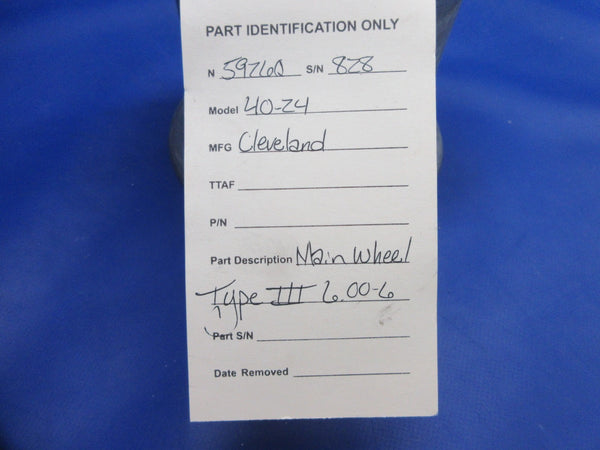 PART IDENTIFICATION ONLY
N 5976Q S/N 828
Model 40-24
MFG Cleveland
TTAF
P/N
Part Description Main Wheel
Type III 6.00-6
Part S/N
Date Removed